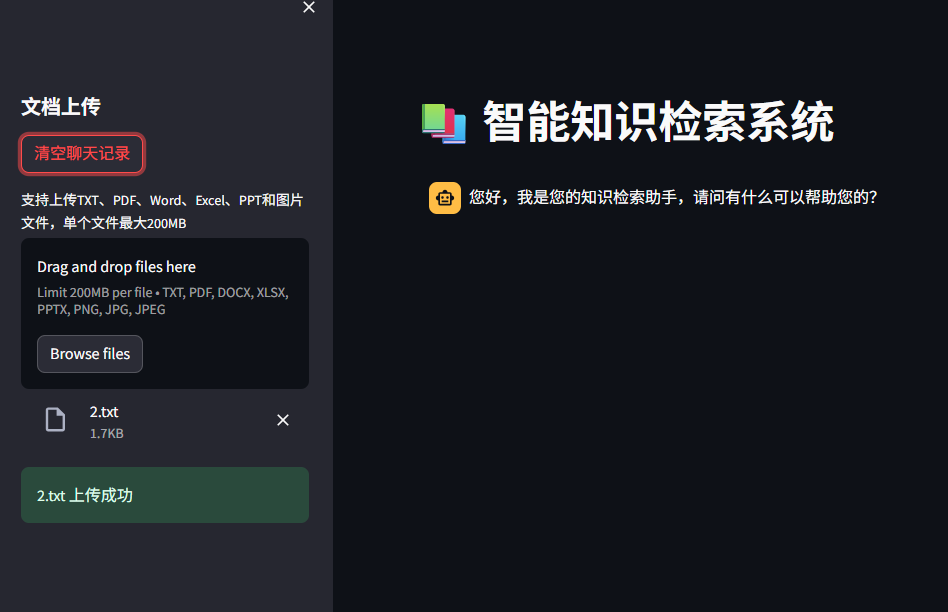 文档上传
清空聊天记录
支持上传TXT、PDF、Word、Excel、PPT和图片
文件，单个文件最大200MB
Drag and drop files here
Limit 200MB per file • TXT, PDF, DOCX, XLSX,
PPTX, PNG, JPG, JPEG
Browse files
2.txt
1.7KB
2.txt 上传成功
智能知识检索系统
您好，我是您的知识检索助手，请问有什么可以帮助您的？